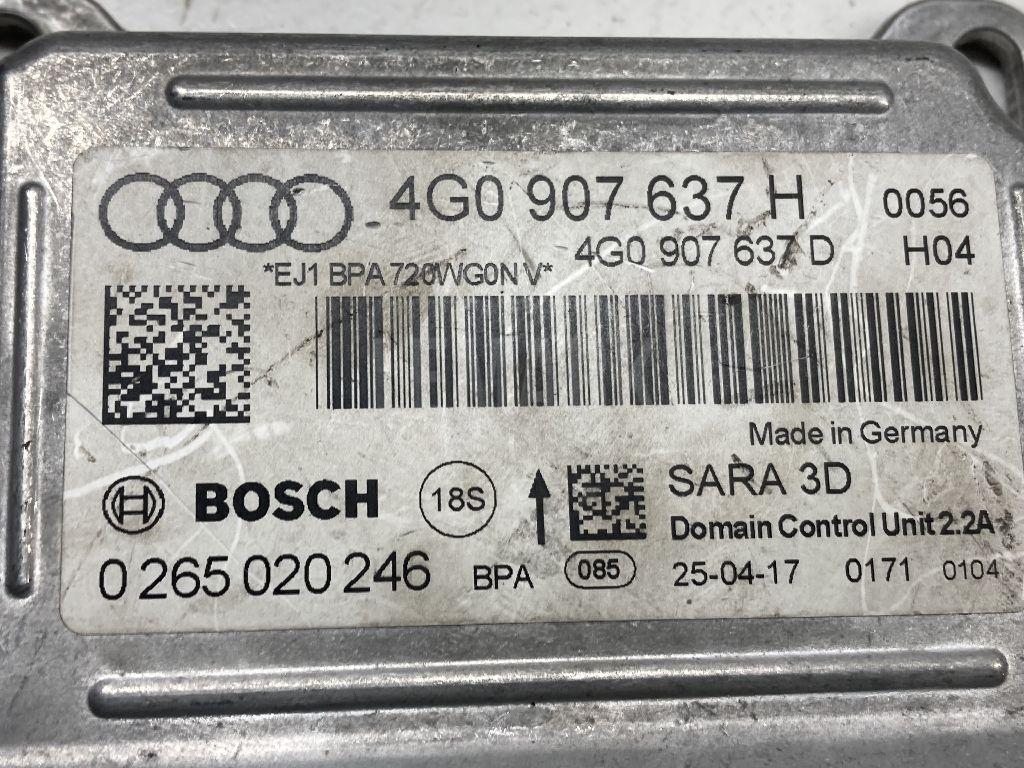 4G0 907 637 H 0056
4G0 907 637 D H04
*EJ1 BPA 720WG0N V*
Made in Germany
BOSCH 18S SARA 3D
Domain Control Unit 2.2A
0 265 020 246 BPA 085 25-04-17 0171 0104